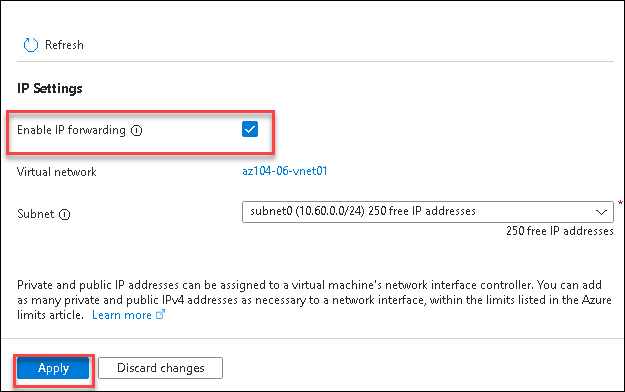 Refresh
IP Settings
Enable IP forwarding
Virtual network az104-06-vnet01
Subnet subnet0 (10.60.0.0/24) 250 free IP addresses *
250 free IP addresses
Private and public IP addresses can be assigned to a virtual machine's network interface controller. You can add
as many private and public IPv4 addresses as necessary to a network interface, within the limits listed in the Azure
limits article. Learn more
Apply Discard changes